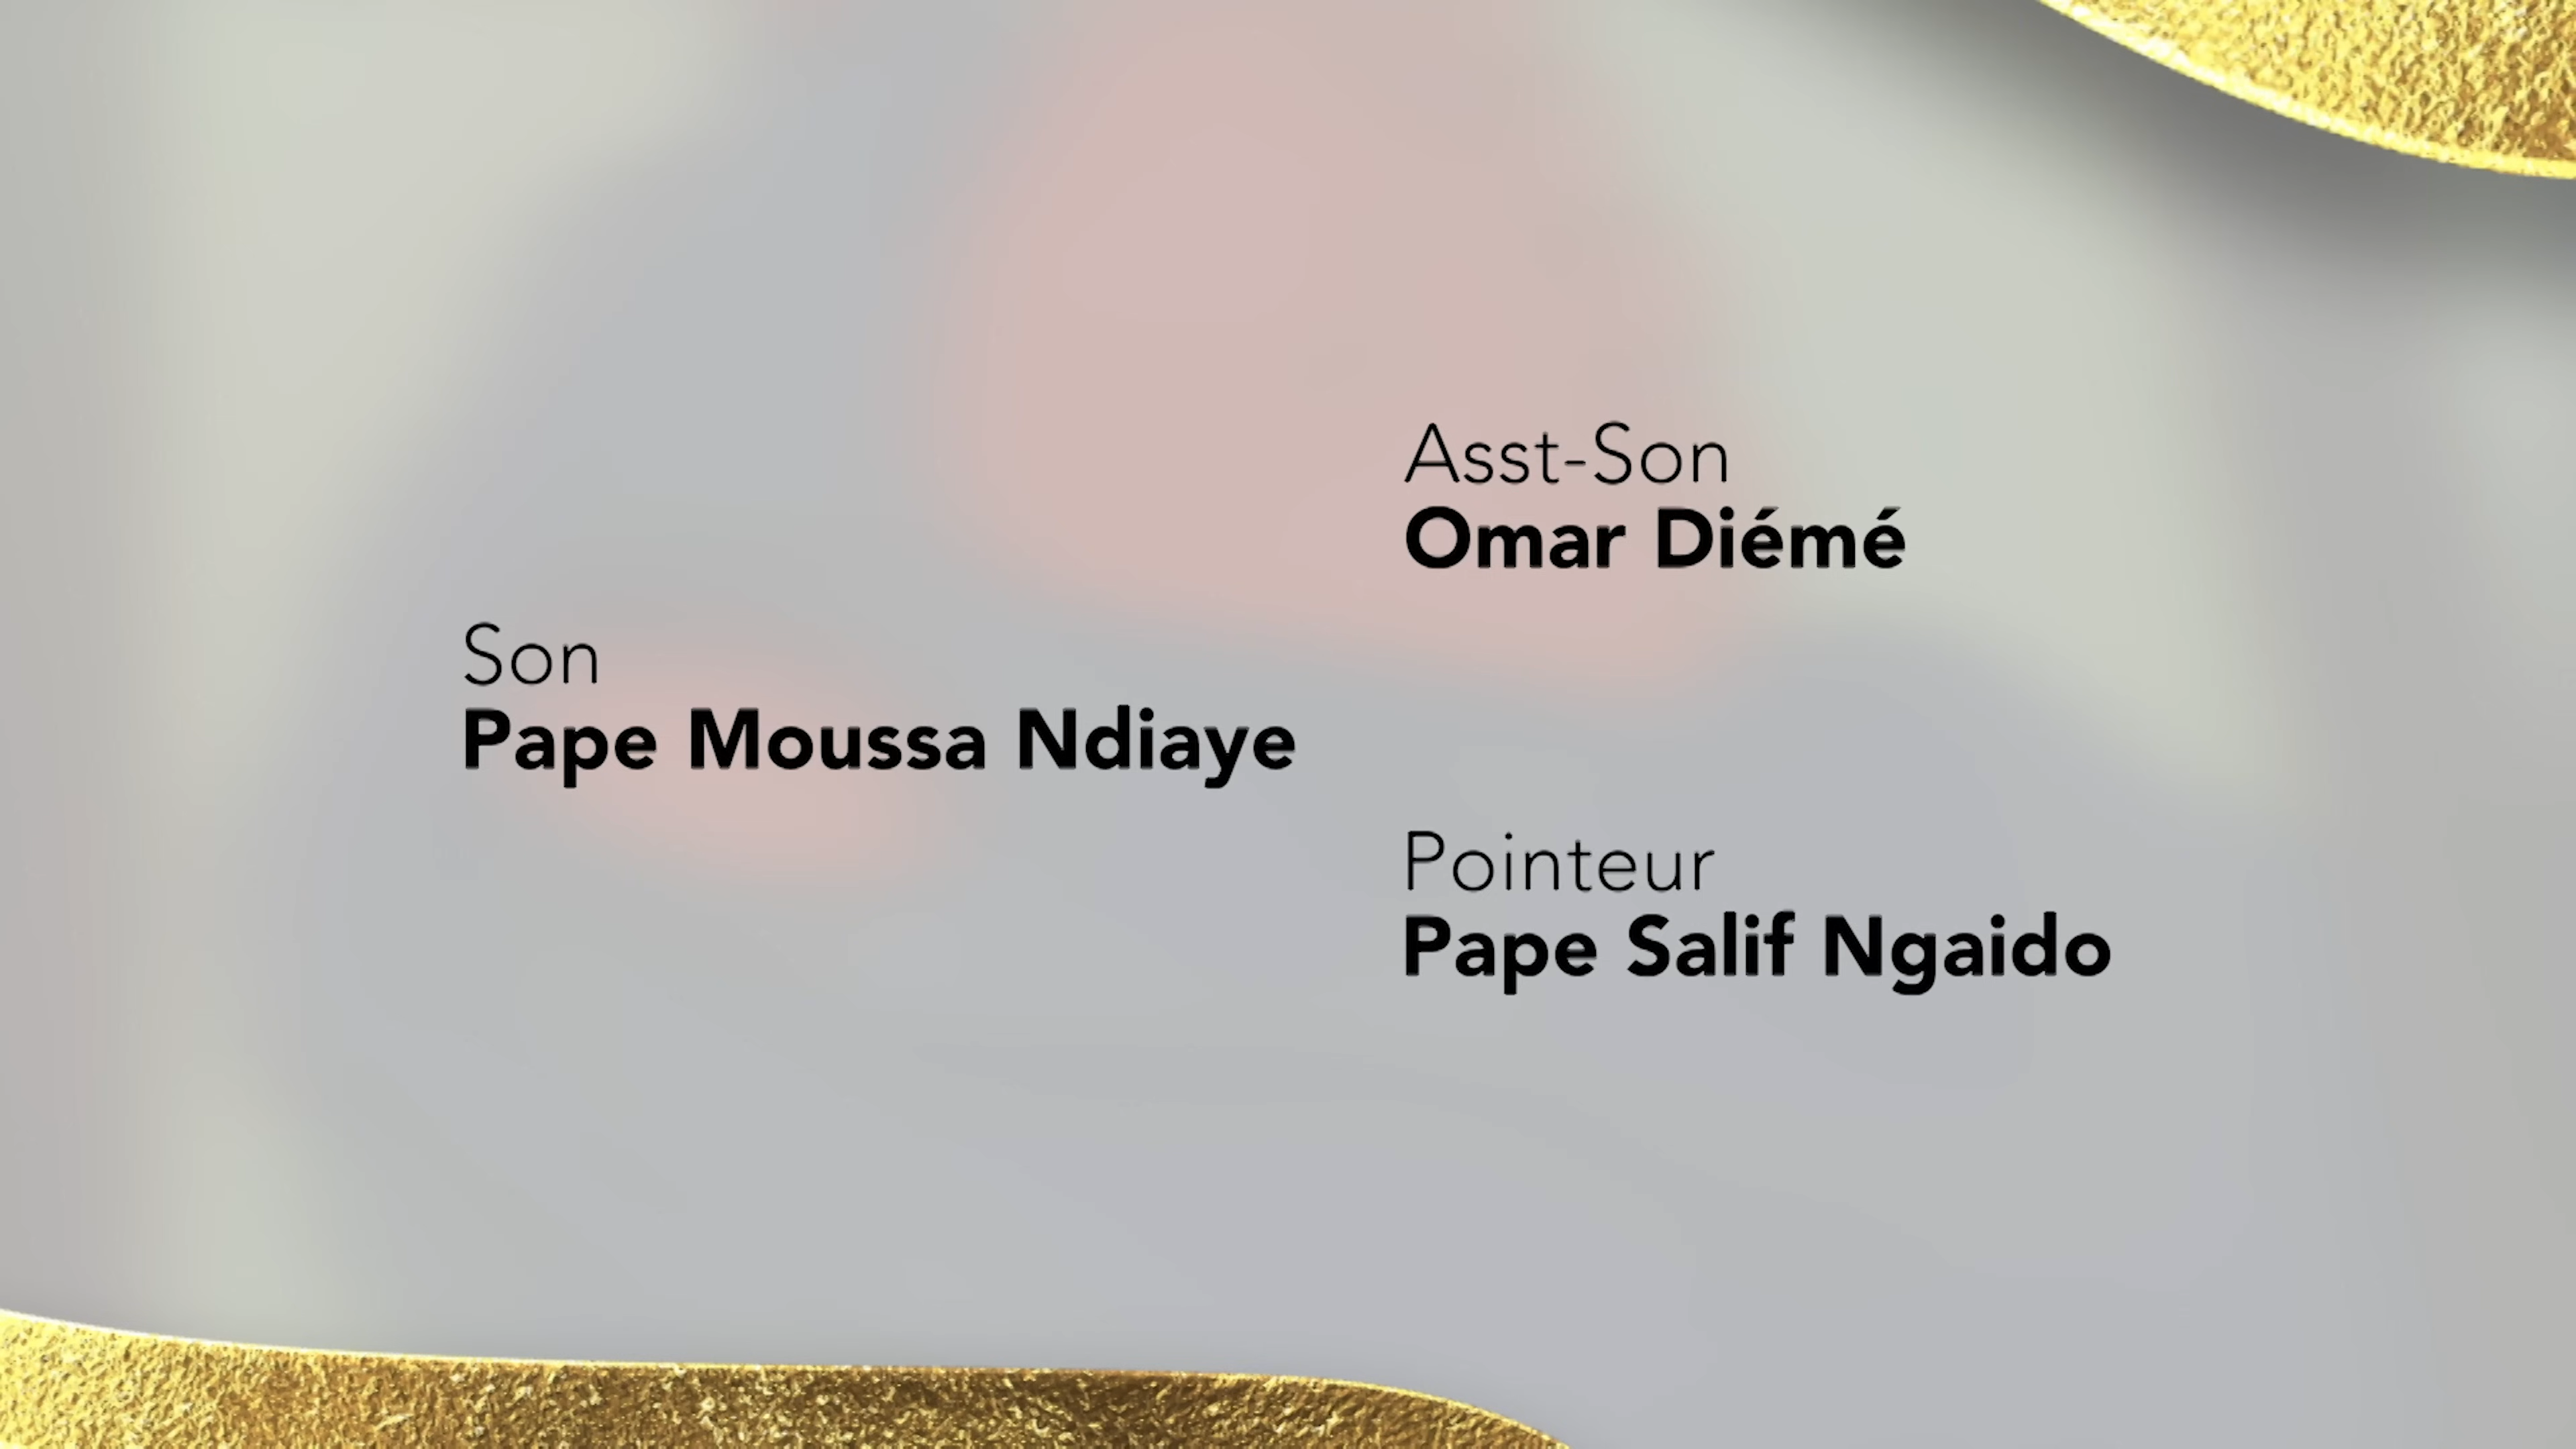 Son
Pape Moussa Ndiaye
Asst-Son
Omar Diémé
Pointeur
Pape Salif Ngaido